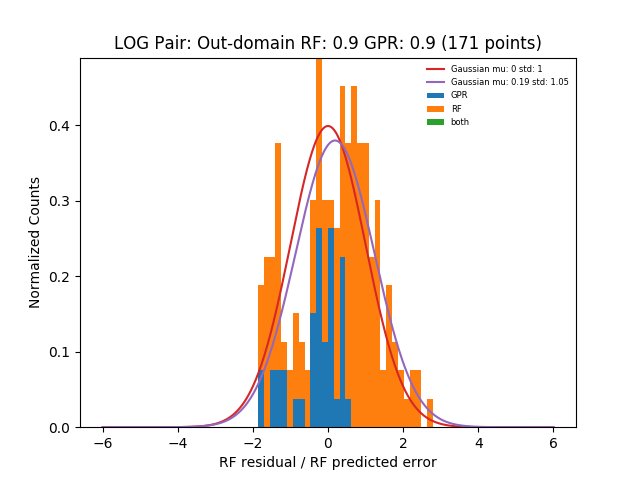 LOG Pair: Out-domain RF: 0.9 GPR: 0.9 (171 points)
Gaussian mu: 0 std: 1
Gaussian mu: 0.19 std: 1.05
GPR
RF
both
Normalized Counts
0.4
0.3
0.2
0.1
0.0
−6 −4 −2 0 2 4 6
RF residual / RF predicted error